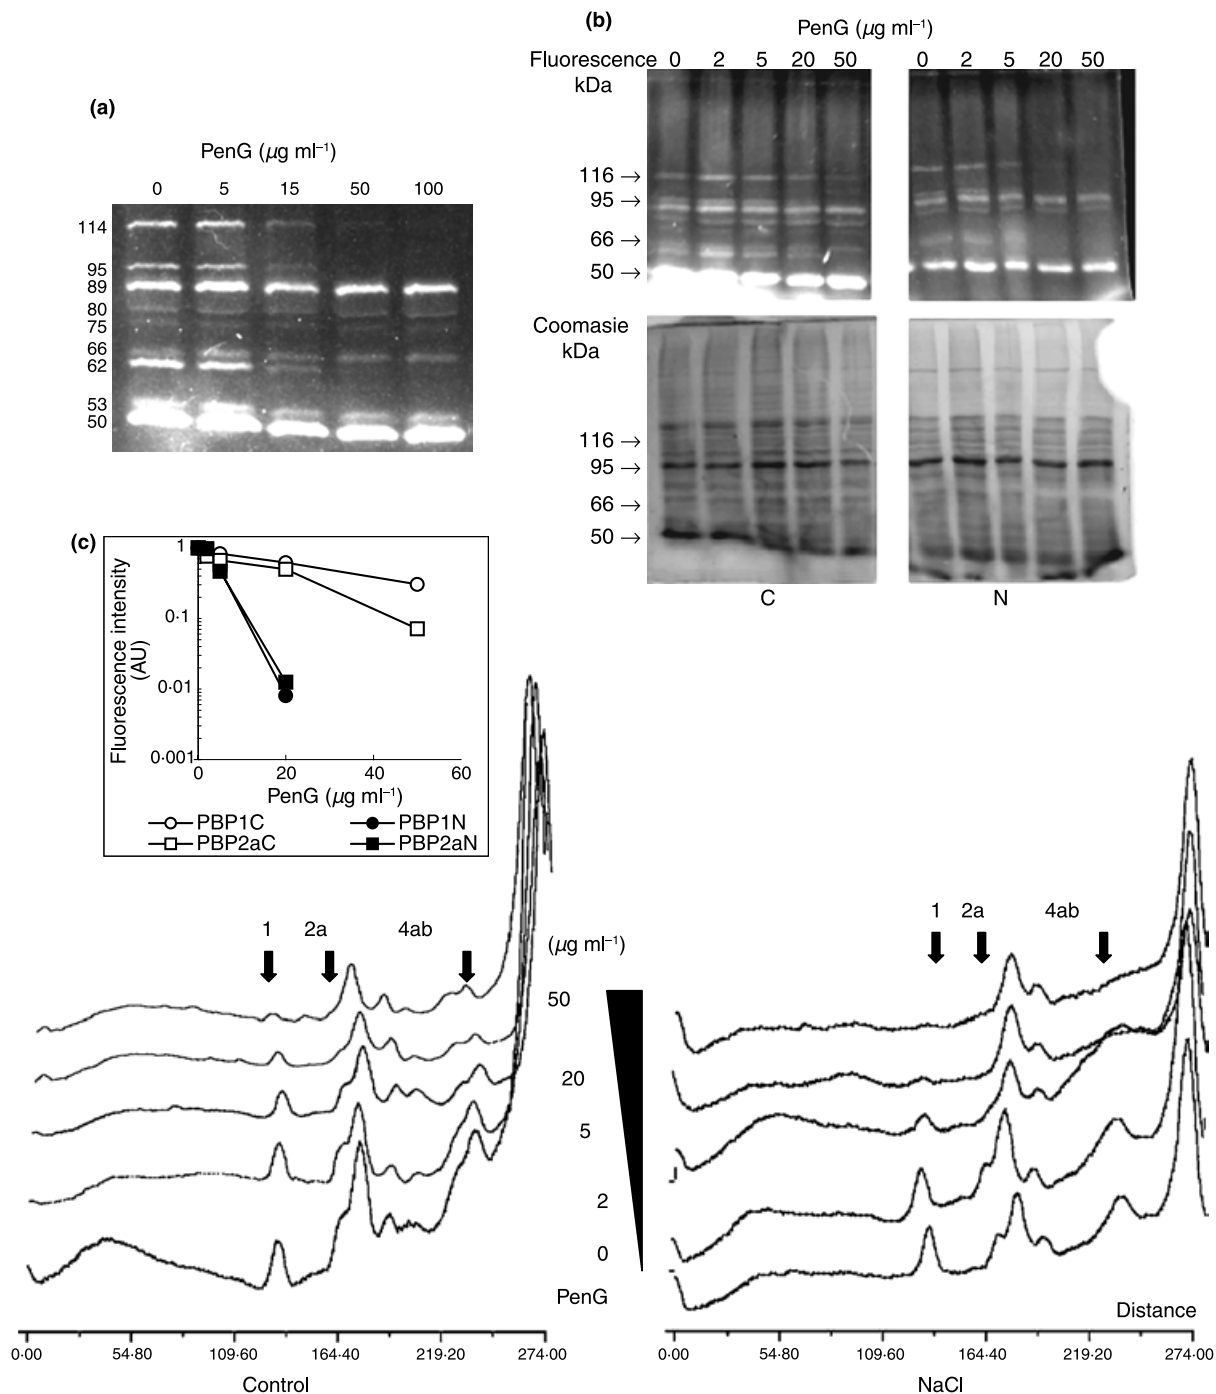 (a)
PenG (µg ml⁻¹)
0 5 15 50 100
114
95
89
80
75
66
62
53
50
(b)
PenG (µg ml⁻¹)
Fluorescence 0 2 5 20 50 0 2 5 20 50
kDa
116 →
95 →
66 →
50 →
Coomasie
kDa
116 →
95 →
66 →
50 →
C N
(c)
Fluorescence intensity
(AU)
1
0·1
0·01
0·001
0 20 40 60
PenG (µg ml⁻¹)
PBP1C PBP1N
PBP2aC PBP2aN
1 2a 4ab
(µg ml⁻¹)
50
20
5
2
0
PenG
1 2a 4ab
Distance
0·00 54·80 109·60 164·40 219·20 274·00
Control
0·00 54·80 109·60 164·40 219·20 274·00
NaCl